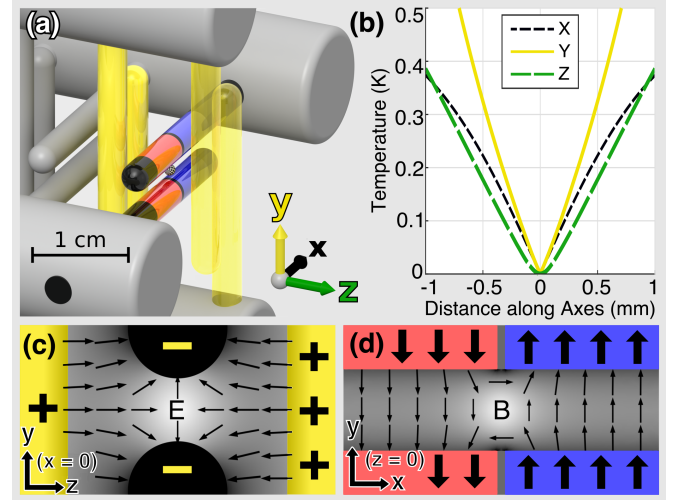 (a)
1 cm
y
x
z
(b)
X
Y
Z
Temperature (K)
0.5
0.4
0.3
0.2
0.1
0
-1
-0.5
0
0.5
1
Distance along Axes (mm)
(c)
−
+
+
E
+
+
−
y
(x = 0)
z
(d)
B
y
(z = 0)
x